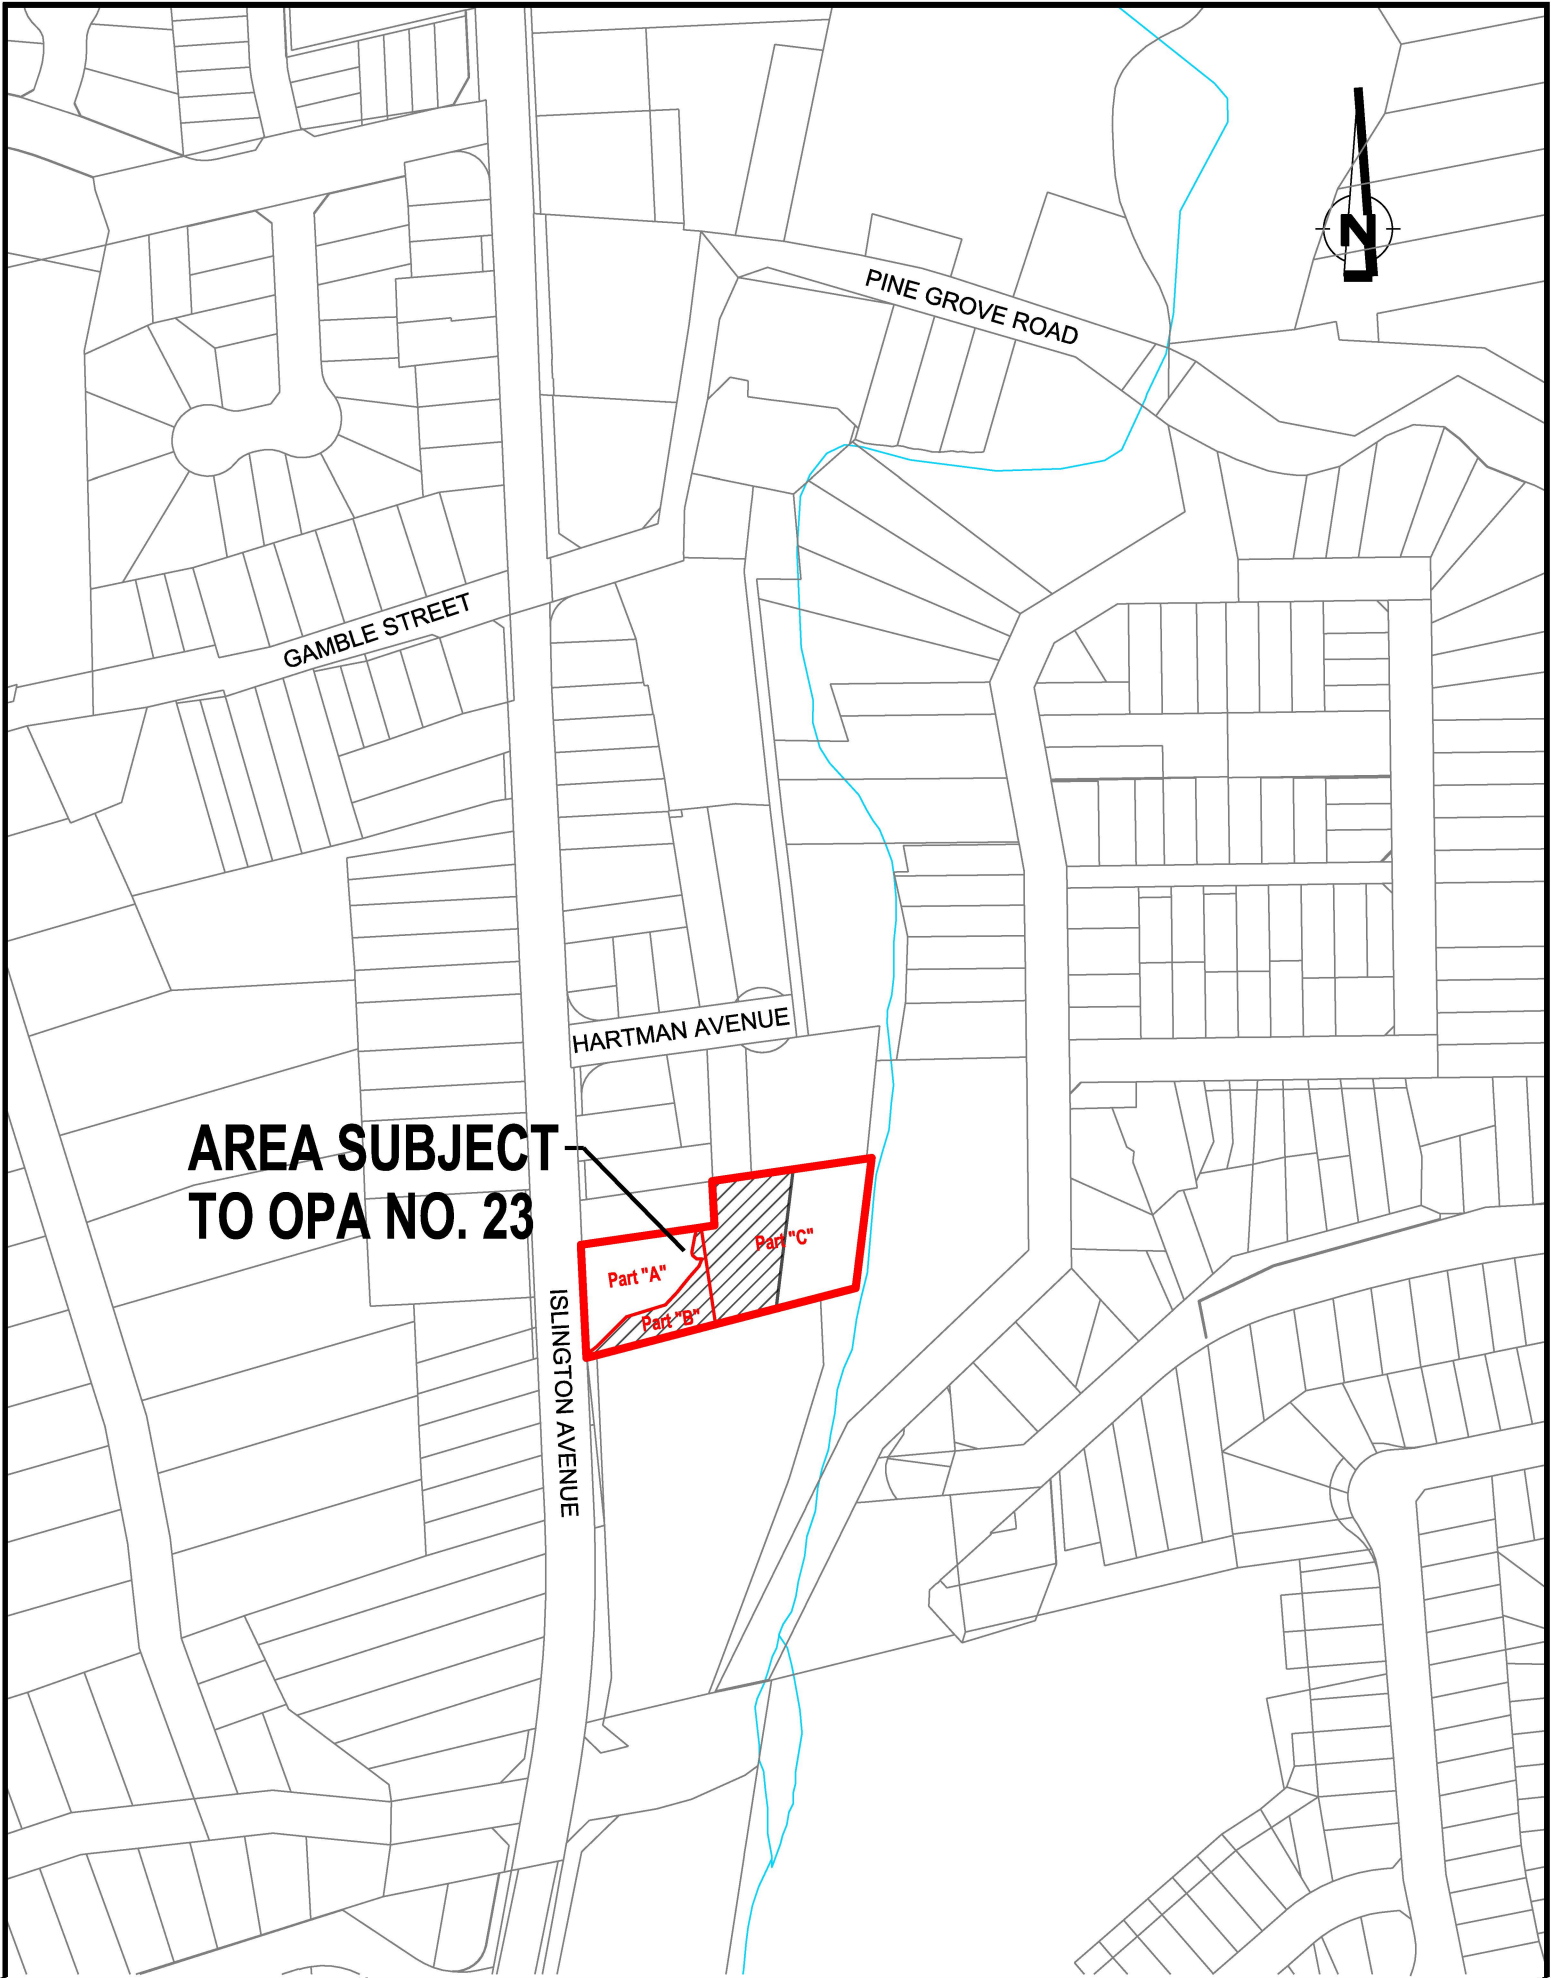 N
PINE GROVE ROAD
GAMBLE STREET
HARTMAN AVENUE
AREA SUBJECT
TO OPA NO. 23
Part "C"
Part "A"
Part "B"
ISLINGTON AVENUE